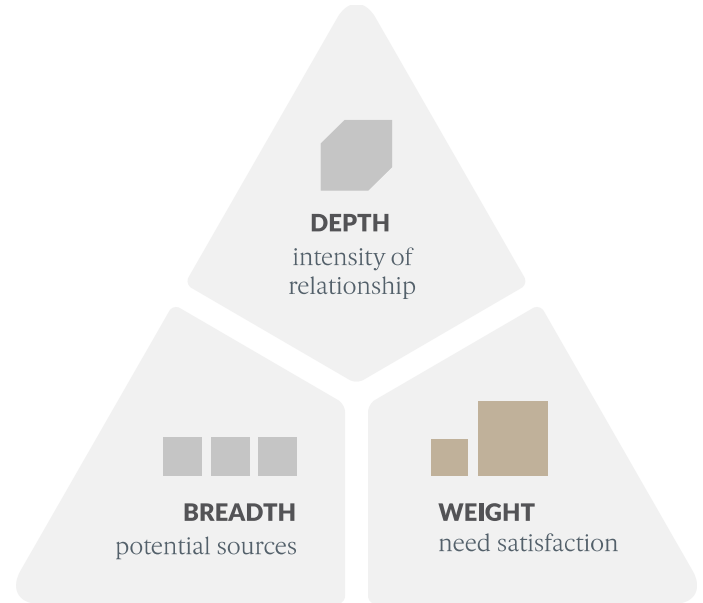 DEPTH
intensity of
relationship
BREADTH
potential sources
WEIGHT
need satisfaction